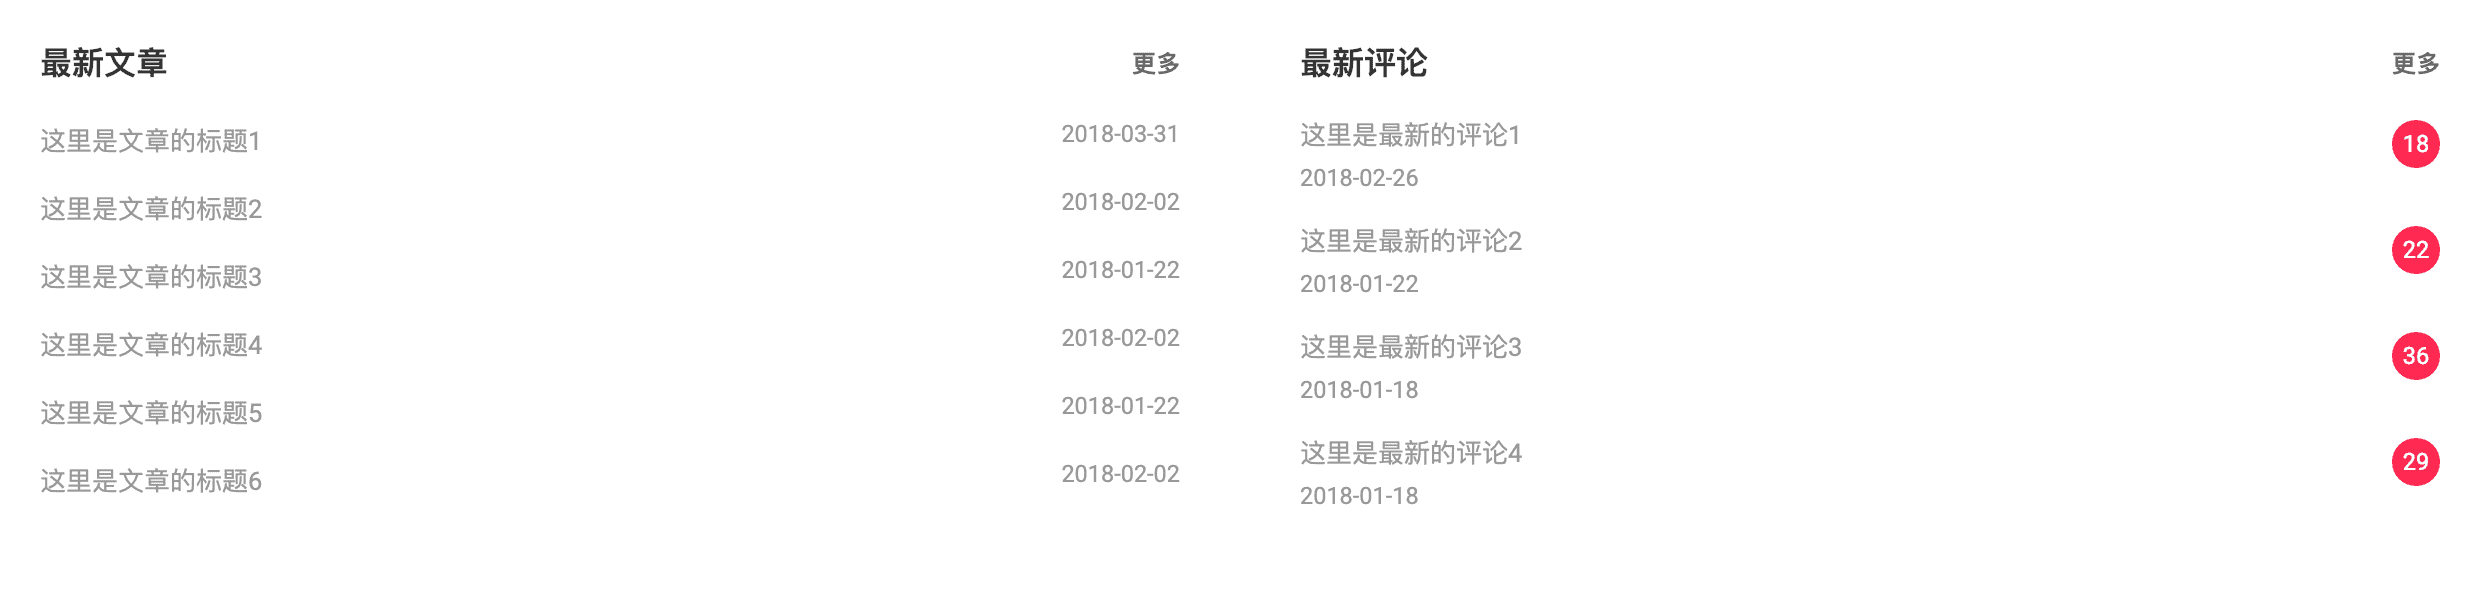 最新文章
更多
这里是文章的标题1
2018-03-31
这里是文章的标题2
2018-02-02
这里是文章的标题3
2018-01-22
这里是文章的标题4
2018-02-02
这里是文章的标题5
2018-01-22
这里是文章的标题6
2018-02-02
最新评论
更多
这里是最新的评论1
18
2018-02-26
这里是最新的评论2
22
2018-01-22
这里是最新的评论3
36
2018-01-18
这里是最新的评论4
29
2018-01-18